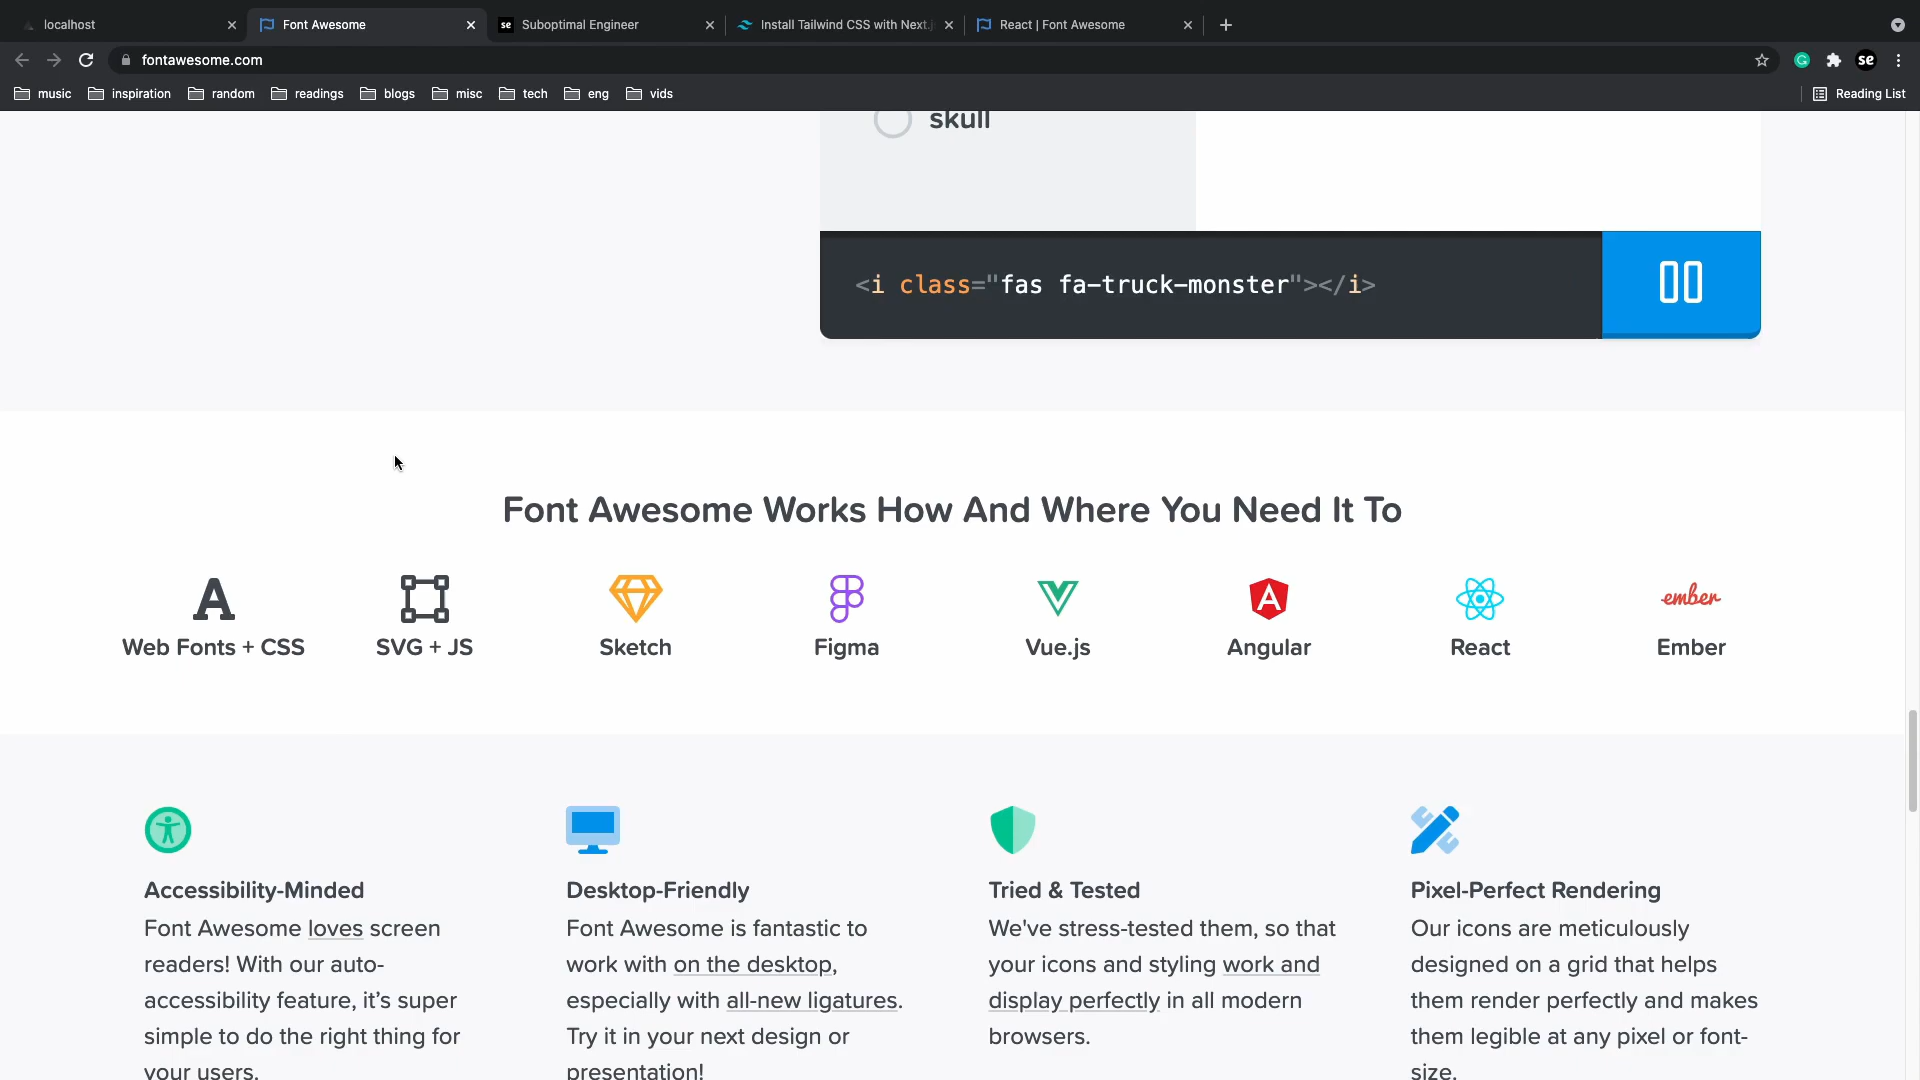 localhost
Font Awesome
se Suboptimal Engineer
Install Tailwind CSS with Next.j
React | Font Awesome
fontawesome.com
se
music inspiration random readings blogs misc tech eng vids
Reading List
skull
<i class="fas fa-truck-monster"></i>
Font Awesome Works How And Where You Need It To
ember
Web Fonts + CSS SVG + JS Sketch Figma Vue.js Angular React Ember
Accessibility-Minded
Font Awesome loves screen
readers! With our auto-
accessibility feature, it's super
simple to do the right thing for
your users.
Desktop-Friendly
Font Awesome is fantastic to
work with on the desktop,
especially with all-new ligatures.
Try it in your next design or
presentation!
Tried & Tested
We've stress-tested them, so that
your icons and styling work and
display perfectly in all modern
browsers.
Pixel-Perfect Rendering
Our icons are meticulously
designed on a grid that helps
them render perfectly and makes
them legible at any pixel or font-
size.